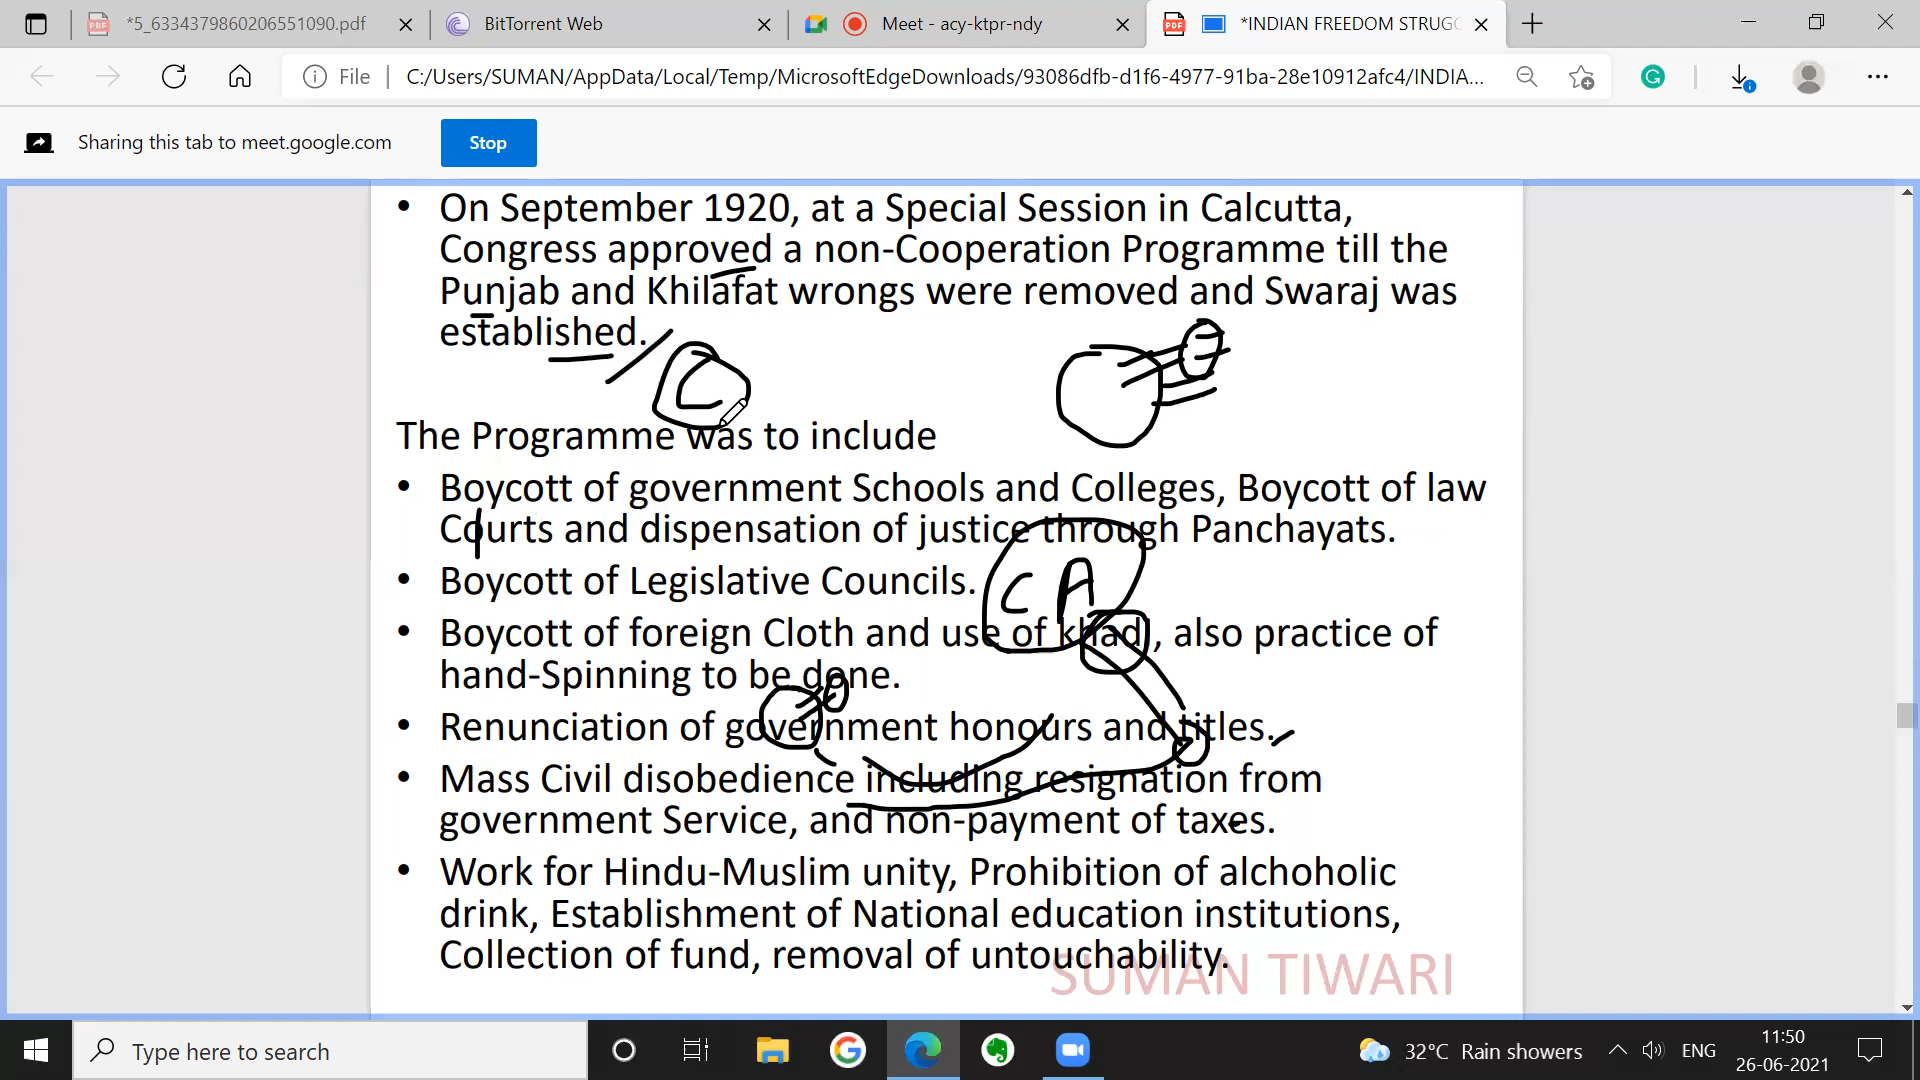 *5_6334379860206551090.pdf
BitTorrent Web
Meet - acy-ktpr-ndy
*INDIAN FREEDOM STRUGG
File
C:/Users/SUMAN/AppData/Local/Temp/MicrosoftEdgeDownloads/93086dfb-d1f6-4977-91ba-28e10912afc4/INDIA...
Sharing this tab to meet.google.com
Stop
• On September 1920, at a Special Session in Calcutta,
Congress approved a non-Cooperation Programme till the
Punjab and Khilafat wrongs were removed and Swaraj was
established.
The Programme was to include
• Boycott of government Schools and Colleges, Boycott of law
Courts and dispensation of justice through Panchayats.
• Boycott of Legislative Councils.
C A
• Boycott of foreign Cloth and use of khadi, also practice of
hand-Spinning to be done.
• Renunciation of government honours and titles.
• Mass Civil disobedience including resignation from
government Service, and non-payment of taxes.
• Work for Hindu-Muslim unity, Prohibition of alchoholic
drink, Establishment of National education institutions,
Collection of fund, removal of untouchability.
SUMAN TIWARI
Type here to search
32°C Rain showers
ENG
11:50
26-06-2021